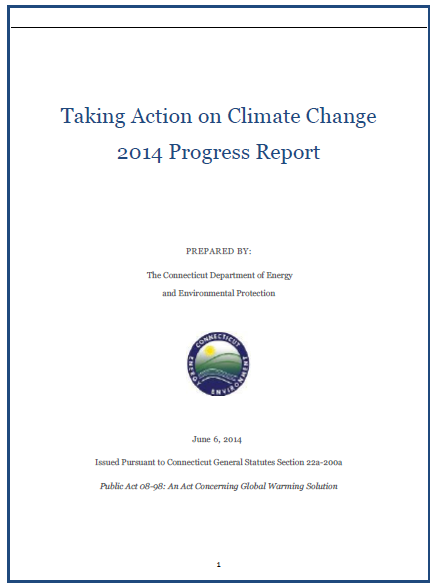 Taking Action on Climate Change
2014 Progress Report
PREPARED BY:
The Connecticut Department of Energy
and Environmental Protection
CONNECTICUT
ENERGY
ENVIRONMENT
June 6, 2014
Issued Pursuant to Connecticut General Statutes Section 22a-200a
Public Act 08-98: An Act Concerning Global Warming Solution
1